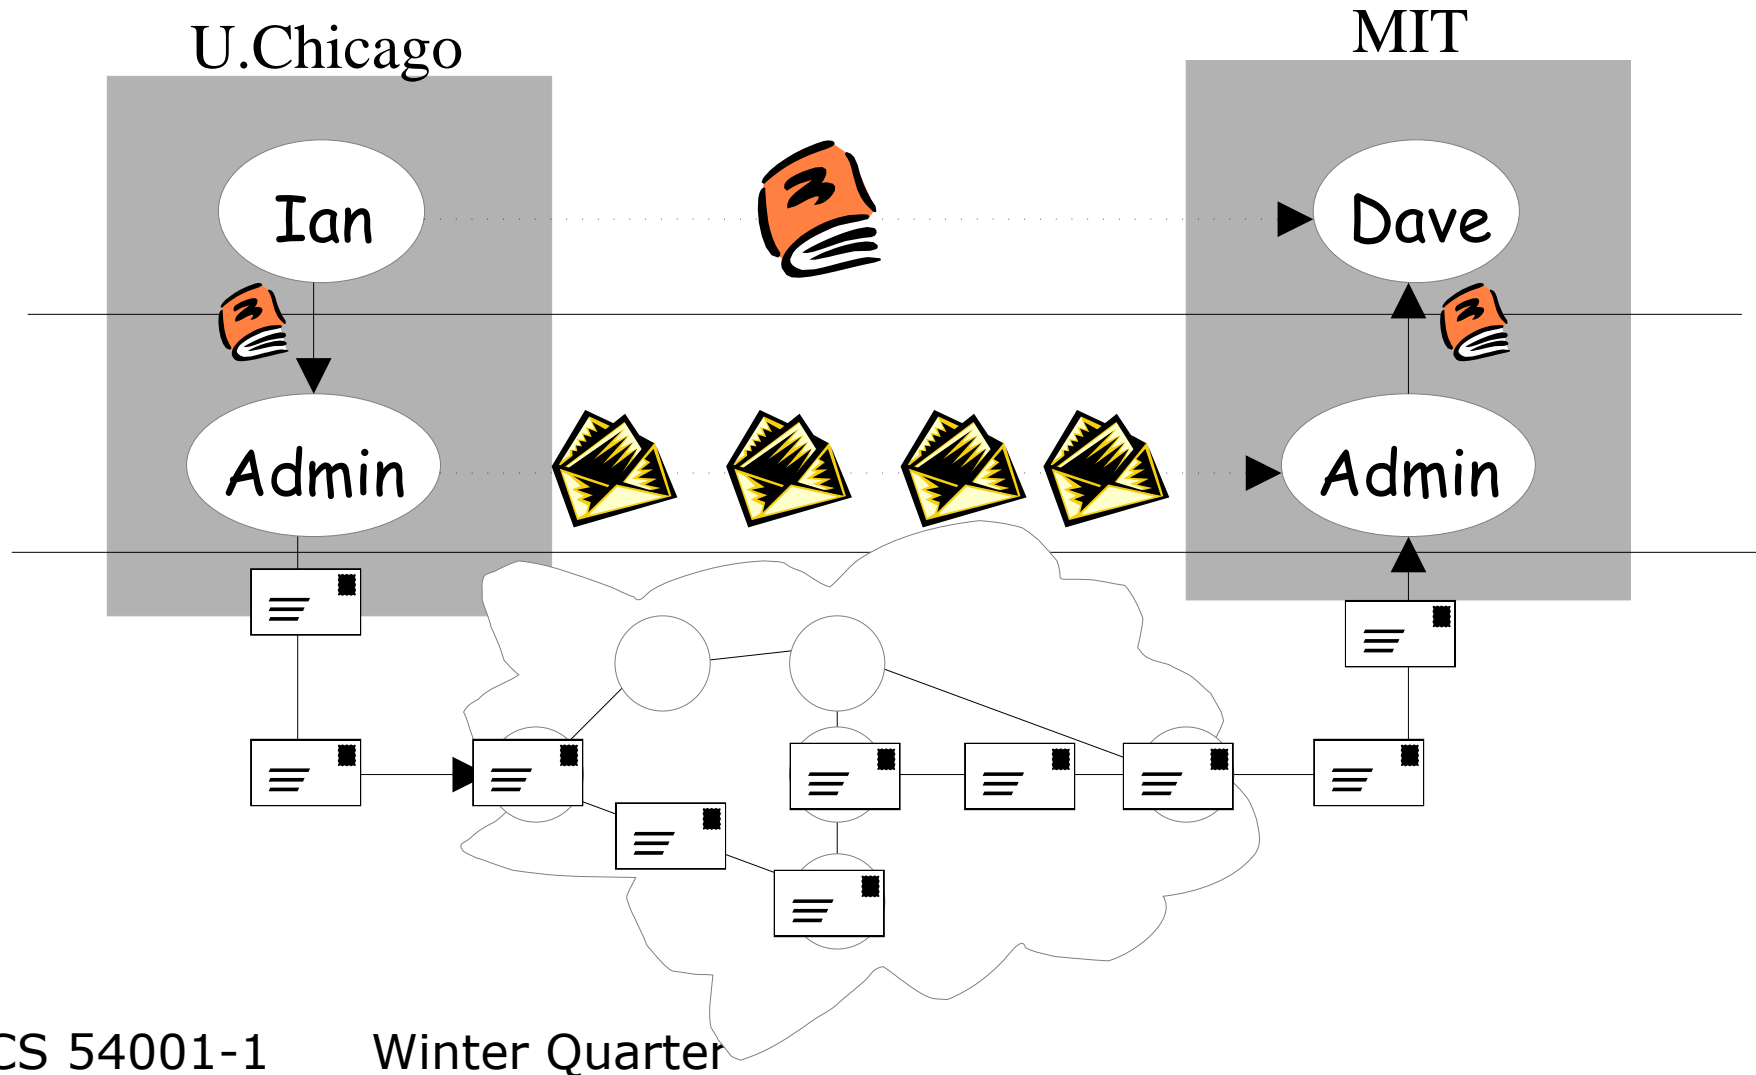 U.Chicago
MIT
Ian
Dave
Admin
Admin
CS 54001-1 Winter Quarter